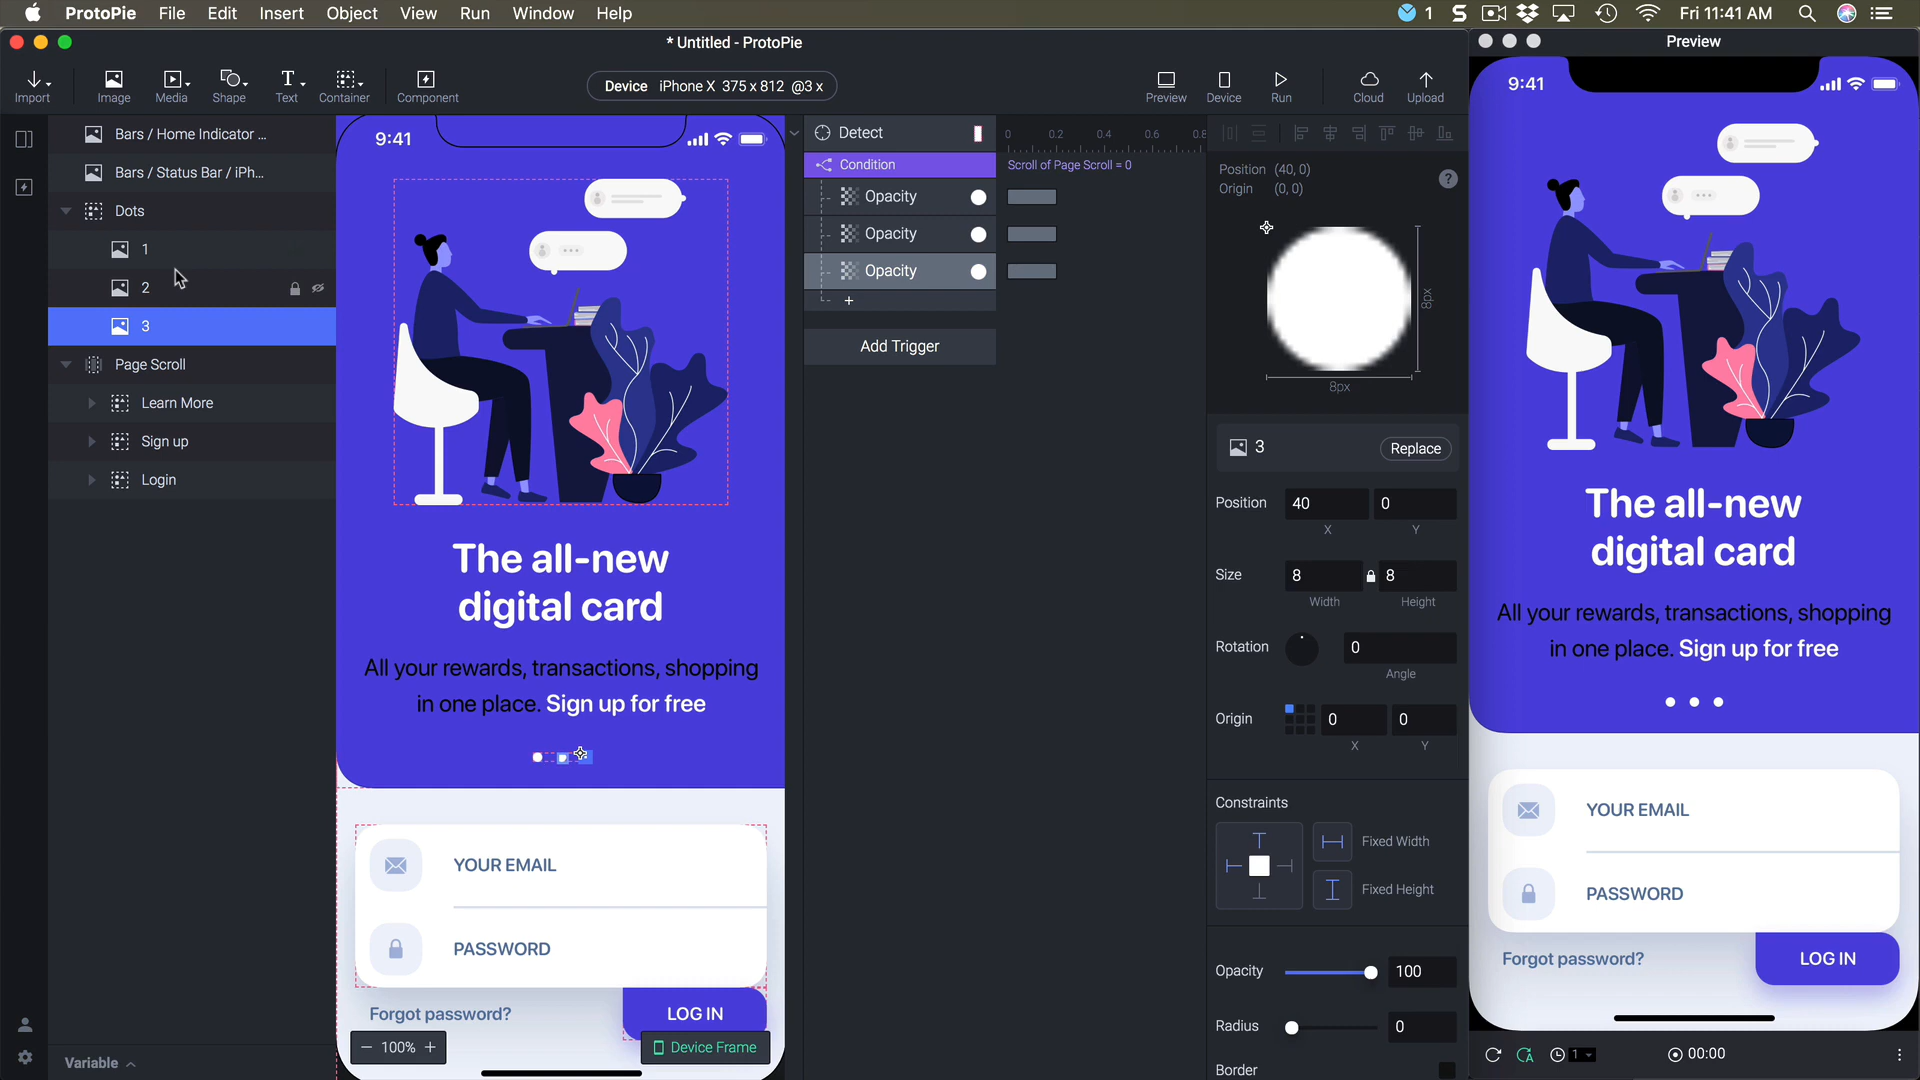 ProtoPie File Edit Insert Object View Run Window Help
1 Fri 11:41 AM
* Untitled - ProtoPie
Preview
Import Image Media Shape Text Container Component
Device iPhone X 375 x 812 @3 x
Preview Device Run Cloud Upload
Bars / Home Indicator ...
Bars / Status Bar / iPh...
Dots
1
2
3
Page Scroll
Learn More
Sign up
Login
Variable
9:41
The all-new
digital card
All your rewards, transactions, shopping
in one place. Sign up for free
YOUR EMAIL
PASSWORD
Forgot password?
LOG IN
100%
Device Frame
Detect
0 0.2 0.4 0.6 0.8
Condition
Scroll of Page Scroll = 0
Opacity
Opacity
Opacity
+
Add Trigger
Position (40, 0)
Origin (0, 0)
?
8px
8px
3
Replace
Position 40 0
X Y
Size 8 8
Width Height
Rotation 0
Angle
Origin 0 0
X Y
Constraints
Fixed Width
Fixed Height
Opacity 100
Radius 0
Border
9:41
The all-new
digital card
All your rewards, transactions, shopping
in one place. Sign up for free
YOUR EMAIL
PASSWORD
Forgot password?
LOG IN
1
00:00